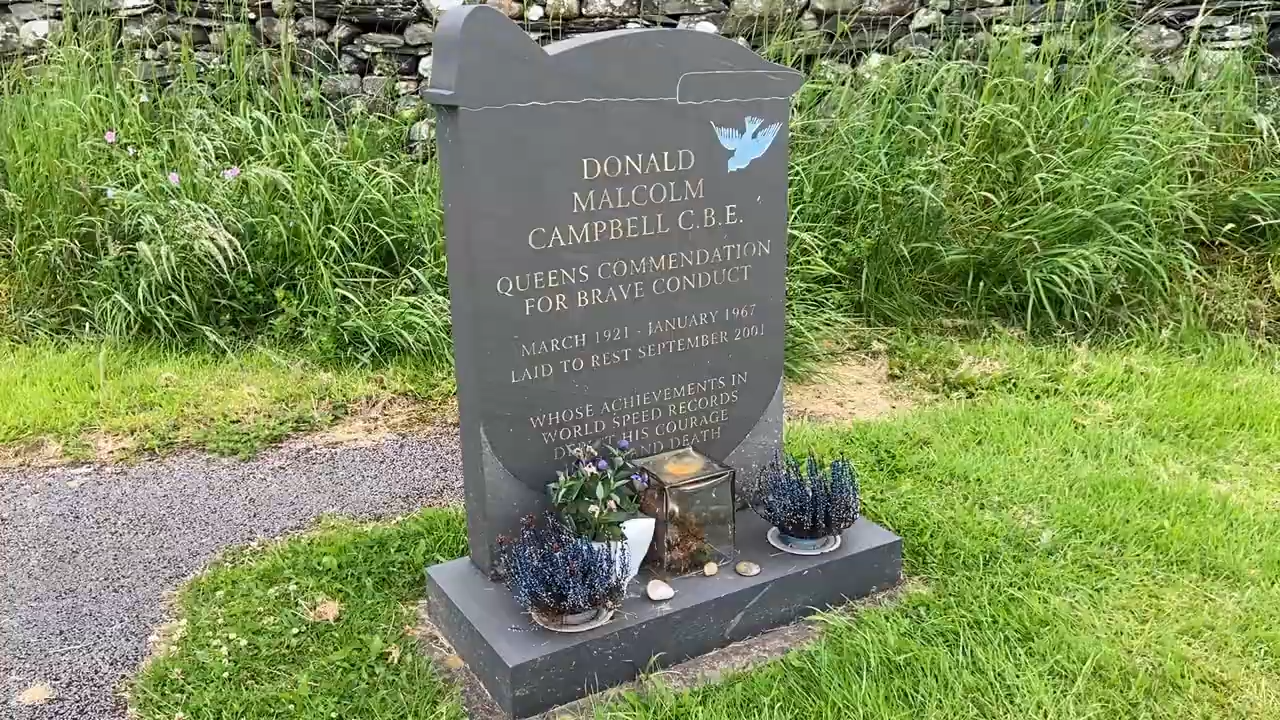 DONALD
MALCOLM
CAMPBELL C.B.E.
QUEENS COMMENDATION
FOR BRAVE CONDUCT
MARCH 1921 - JANUARY 1967
LAID TO REST SEPTEMBER 2001
WHOSE ACHIEVEMENTS IN
WORLD SPEED RECORDS
HIS COURAGE
AND DEATH